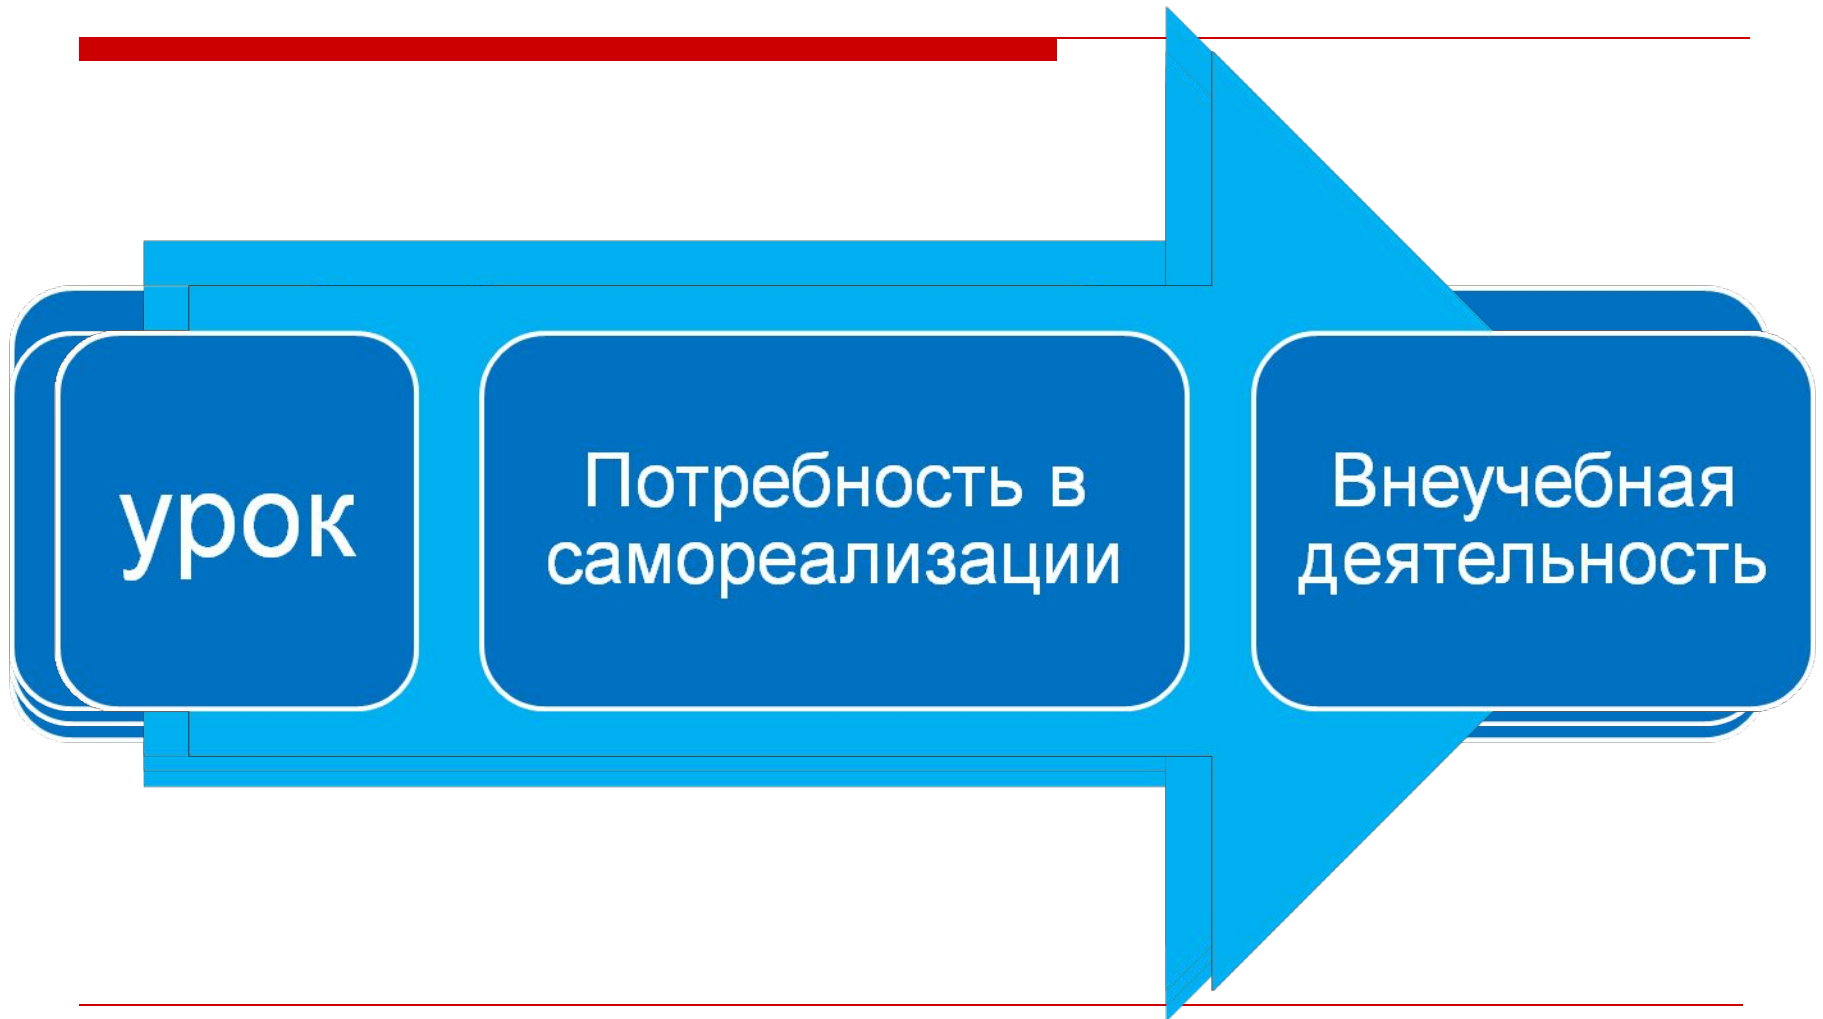 урок
Потребность в
самореализации
Внеучебная
деятельность